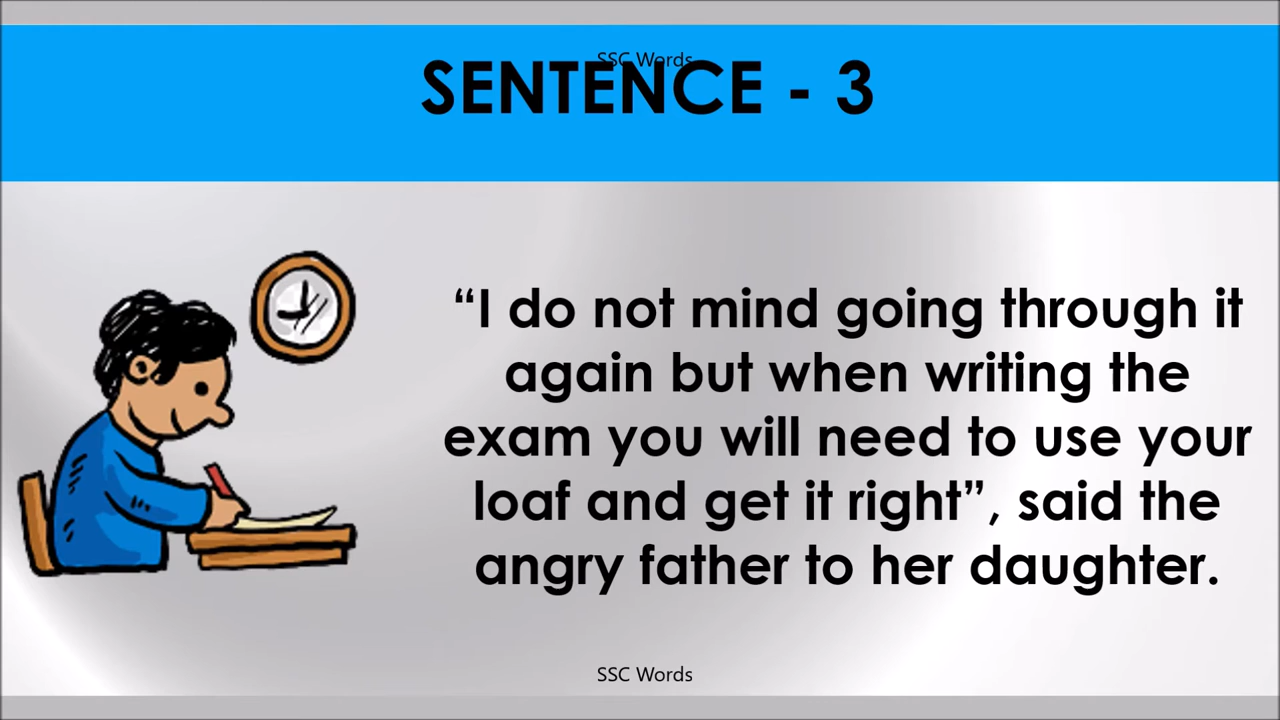 SSC Words
SENTENCE - 3
“I do not mind going through it
again but when writing the
exam you will need to use your
loaf and get it right”, said the
angry father to her daughter.
SSC Words